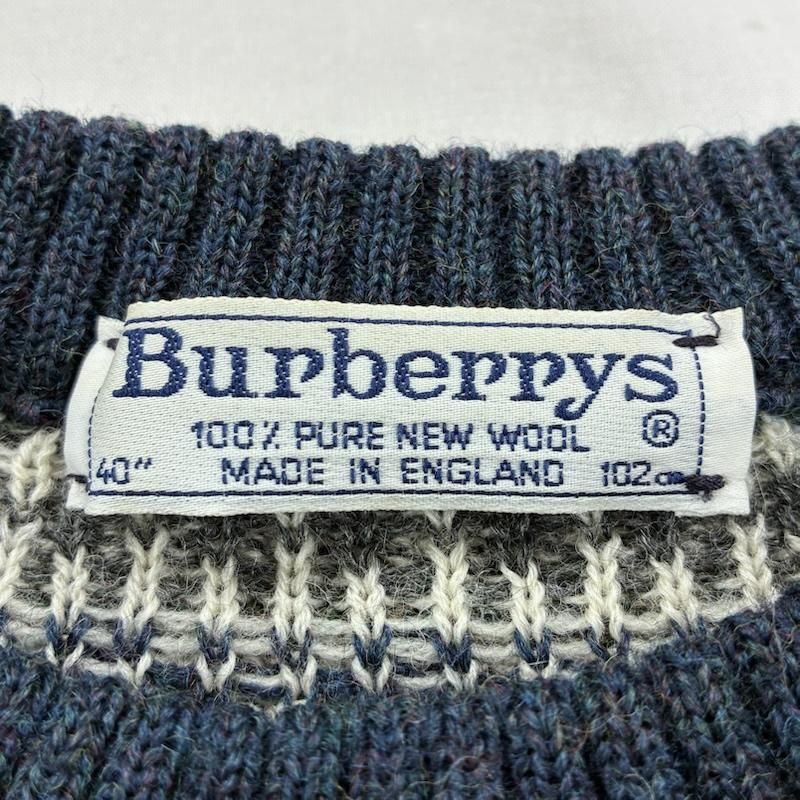 Burberrys
100% PURE NEW WOOL ®
40" MADE IN ENGLAND 102cm